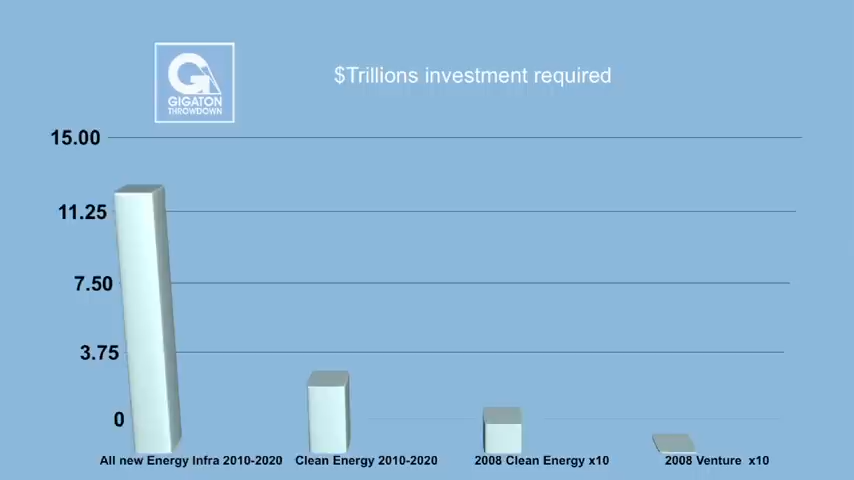 $Trillions investment required
GIGATON
THROWDOWN
15.00
11.25
7.50
3.75
0
All new Energy Infra 2010-2020
Clean Energy 2010-2020
2008 Clean Energy x10
2008 Venture x10